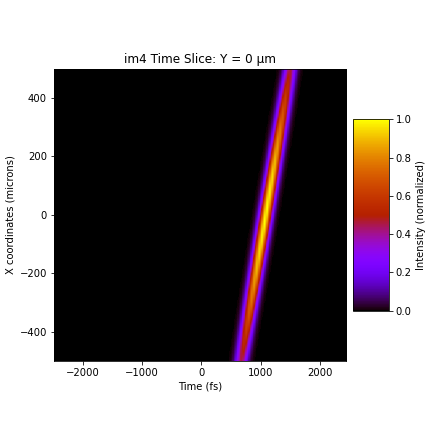 im4 Time Slice: Y = 0 μm
X coordinates (microns)
400
200
0
−200
−400
−2000 −1000 0 1000 2000
Time (fs)
1.0
0.8
0.6
0.4
0.2
0.0
Intensity (normalized)